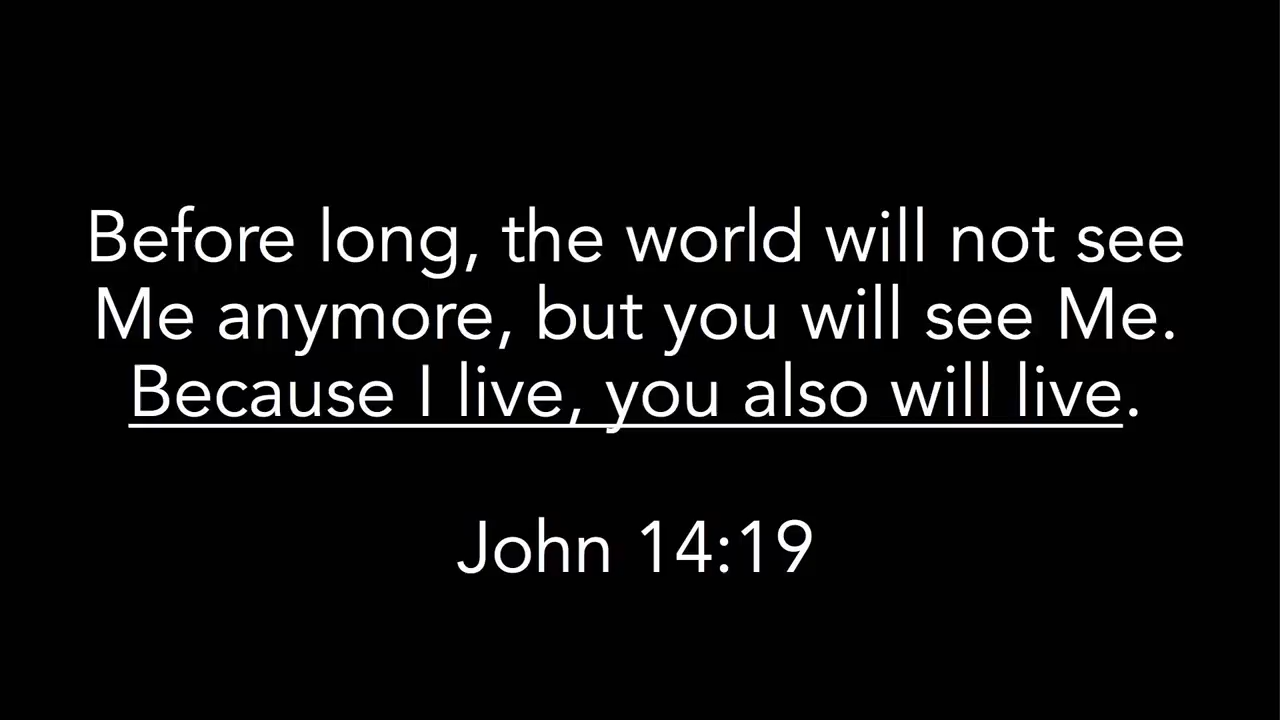 Before long, the world will not see
Me anymore, but you will see Me.
Because I live, you also will live.
John 14:19